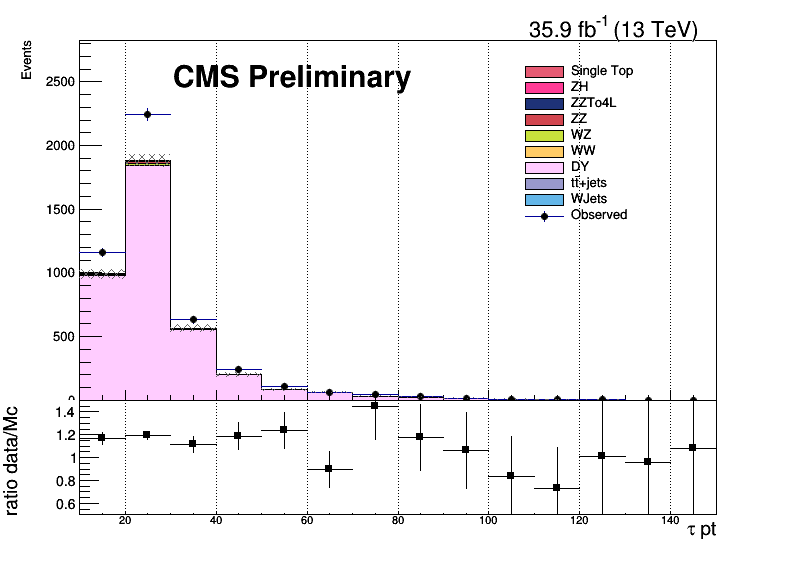 35.9 fb-1 (13 TeV)
Events
CMS Preliminary
2500
2000
1500
1000
500
0
Single Top
ZH
ZZTo4L
ZZ
WZ
WW
DY
tt̄+jets
WJets
Observed
ratio data/Mc
1.4
1.2
1
0.8
0.6
20 40 60 80 100 120 140
τ pt